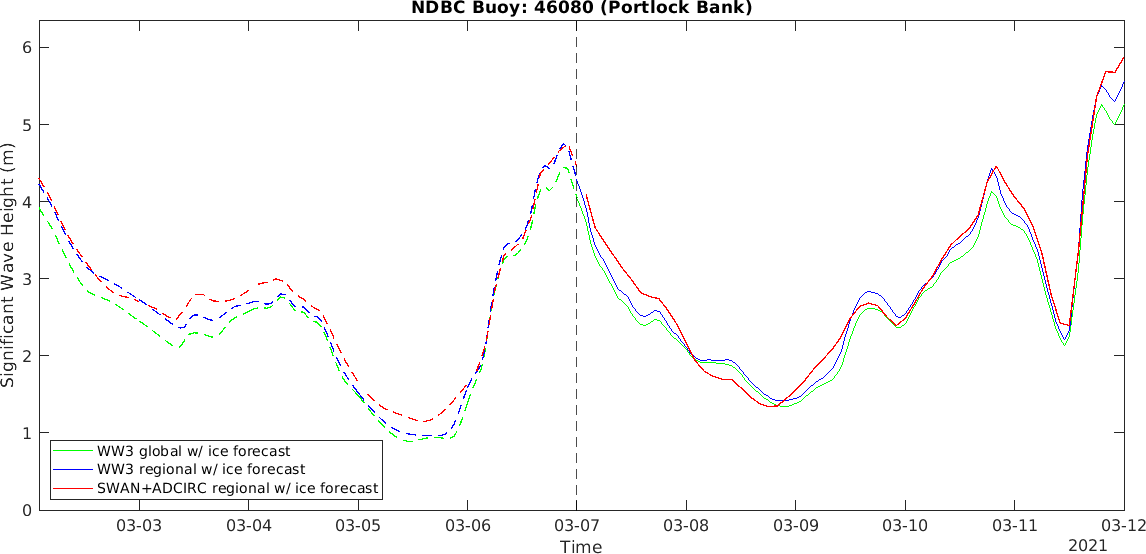 NDBC Buoy: 46080 (Portlock Bank)
Significant Wave Height (m)
6
5
4
3
2
1
0
WW3 global w/ ice forecast
WW3 regional w/ ice forecast
SWAN+ADCIRC regional w/ ice forecast
03-03 03-04 03-05 03-06 03-07 03-08 03-09 03-10 03-11 03-12
Time
2021